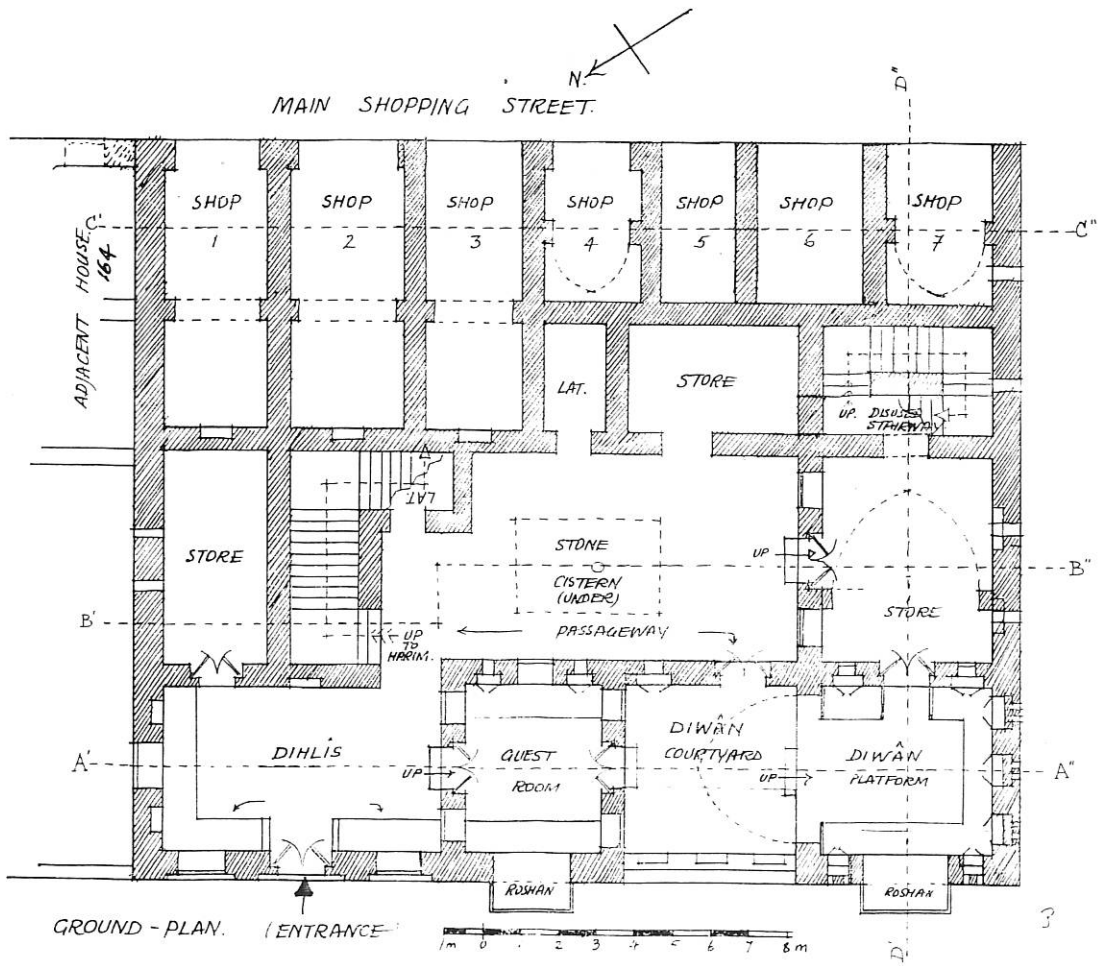 N.
MAIN SHOPPING STREET.
D"
SHOP
1
SHOP
2
SHOP
3
SHOP
4
SHOP
5
SHOP
6
SHOP
7
C'
C"
ADJACENT HOUSE.
164
LAT.
STORE
UP. DISUSED
STAIRWAY
LAT.
STORE
STONE
CISTERN
(UNDER)
UP
STORE
B'
B"
UP
TO
HARIM.
PASSAGEWAY
A'
DIHLÍS
UP
GUEST
ROOM
DIWÂN
COURTYARD
UP
DIWÂN
PLATFORM
A"
ROSHAN
ROSHAN
GROUND-PLAN.
(ENTRANCE
1m 0 1 2 3 4 5 6 7 8m
D'
3